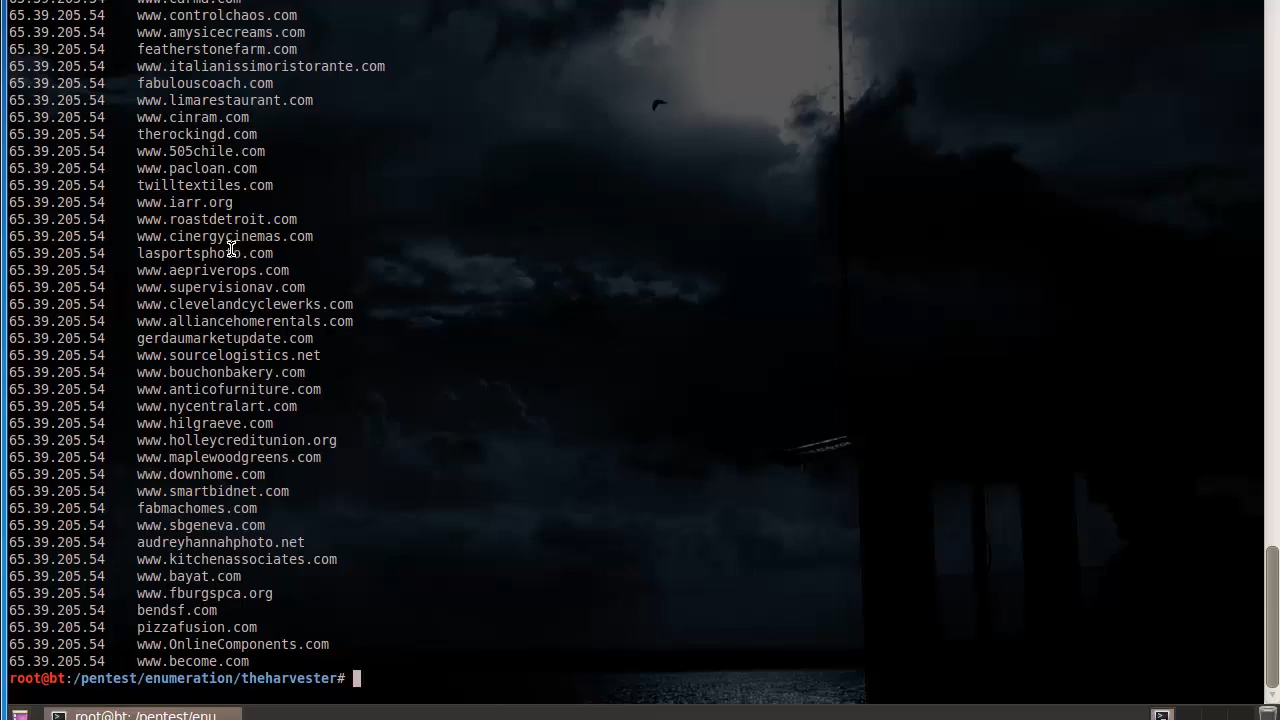 65.39.205.54    www.controlchaos.com
65.39.205.54    www.amysicecreams.com
65.39.205.54    featherstonefarm.com
65.39.205.54    www.italianissimoristorante.com
65.39.205.54    fabulouscoach.com
65.39.205.54    www.limarestaurant.com
65.39.205.54    www.cinram.com
65.39.205.54    therockingd.com
65.39.205.54    www.505chile.com
65.39.205.54    www.pacloan.com
65.39.205.54    twilltextiles.com
65.39.205.54    www.iarr.org
65.39.205.54    www.roastdetroit.com
65.39.205.54    www.cinergycinemas.com
65.39.205.54    lasportsphoto.com
65.39.205.54    www.aepriverops.com
65.39.205.54    www.supervisionav.com
65.39.205.54    www.clevelandcyclewerks.com
65.39.205.54    www.alliancehomerentals.com
65.39.205.54    gerdaumarketupdate.com
65.39.205.54    www.sourcelogistics.net
65.39.205.54    www.bouchonbakery.com
65.39.205.54    www.anticofurniture.com
65.39.205.54    www.nycentralart.com
65.39.205.54    www.hilgraeve.com
65.39.205.54    www.holleycreditunion.org
65.39.205.54    www.maplewoodgreens.com
65.39.205.54    www.downhome.com
65.39.205.54    www.smartbidnet.com
65.39.205.54    fabmachomes.com
65.39.205.54    www.sbgeneva.com
65.39.205.54    audreyhannahphoto.net
65.39.205.54    www.kitchenassociates.com
65.39.205.54    www.bayat.com
65.39.205.54    www.fburgspca.org
65.39.205.54    bendsf.com
65.39.205.54    pizzafusion.com
65.39.205.54    www.OnlineComponents.com
65.39.205.54    www.become.com
root@bt:/pentest/enumeration/theharvester#
root@bt: /pentest/enu